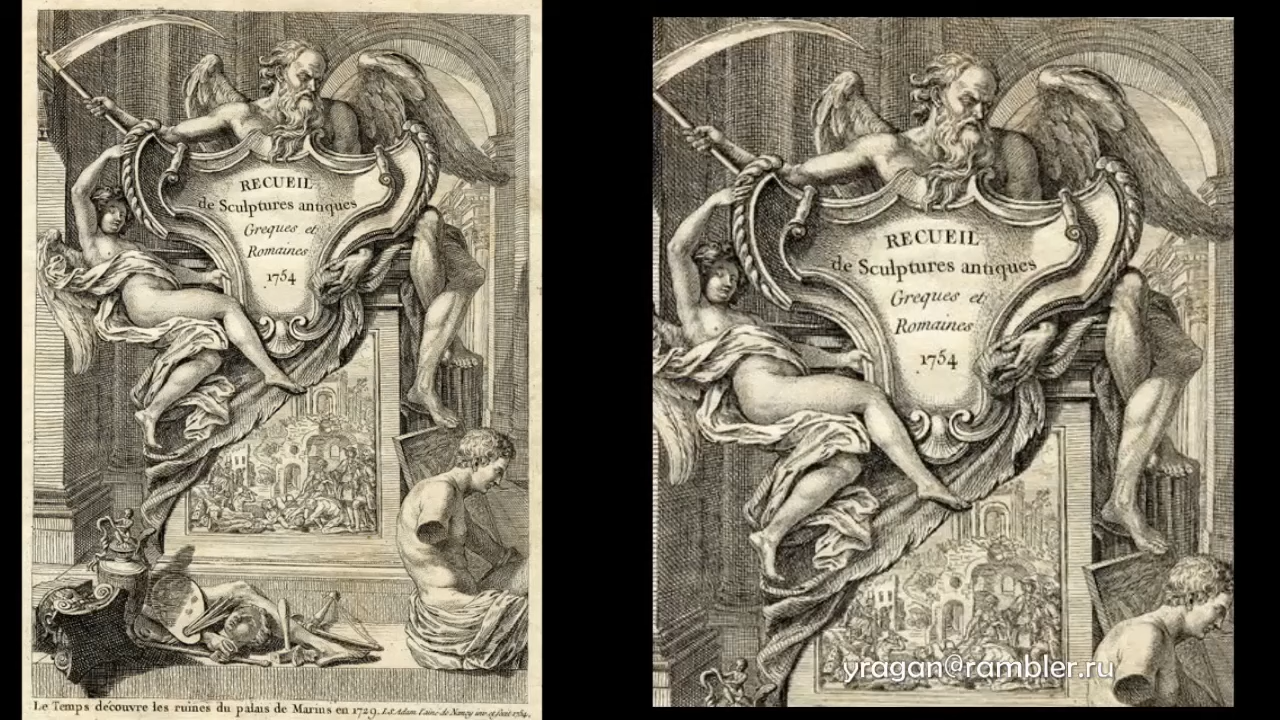 RECUEIL
de Sculptures antiques
Greques et
Romaines
1754
Le Temps découvre les ruines du palais de Marius en 1729. L.S. Adam l'ainé de Nancy inv. et fecit 1754.
RECUEIL
de Sculptures antiques
Greques et
Romaines
1754
yragan@rambler.ru